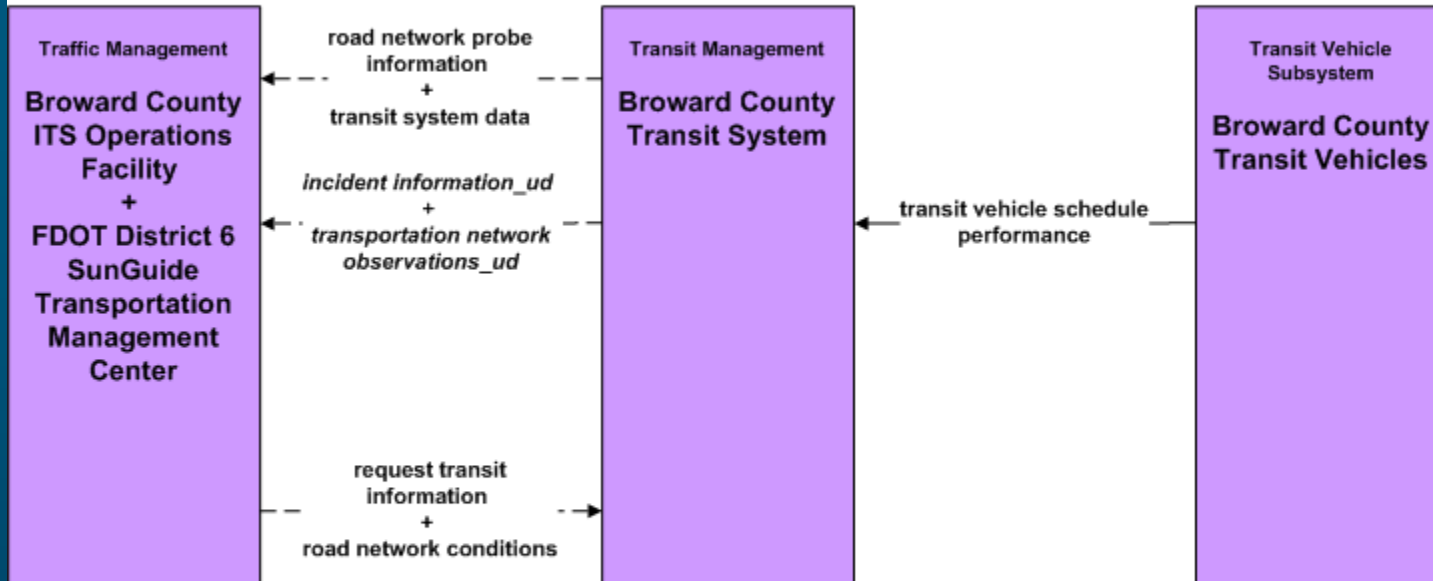 Traffic Management
Broward County
ITS Operations
Facility
+
FDOT District 6
SunGuide
Transportation
Management
Center
road network probe
information
+
transit system data
incident information_ud
+
transportation network
observations_ud
request transit
information
+
road network conditions
Transit Management
Broward County
Transit System
transit vehicle schedule
performance
Transit Vehicle
Subsystem
Broward County
Transit Vehicles